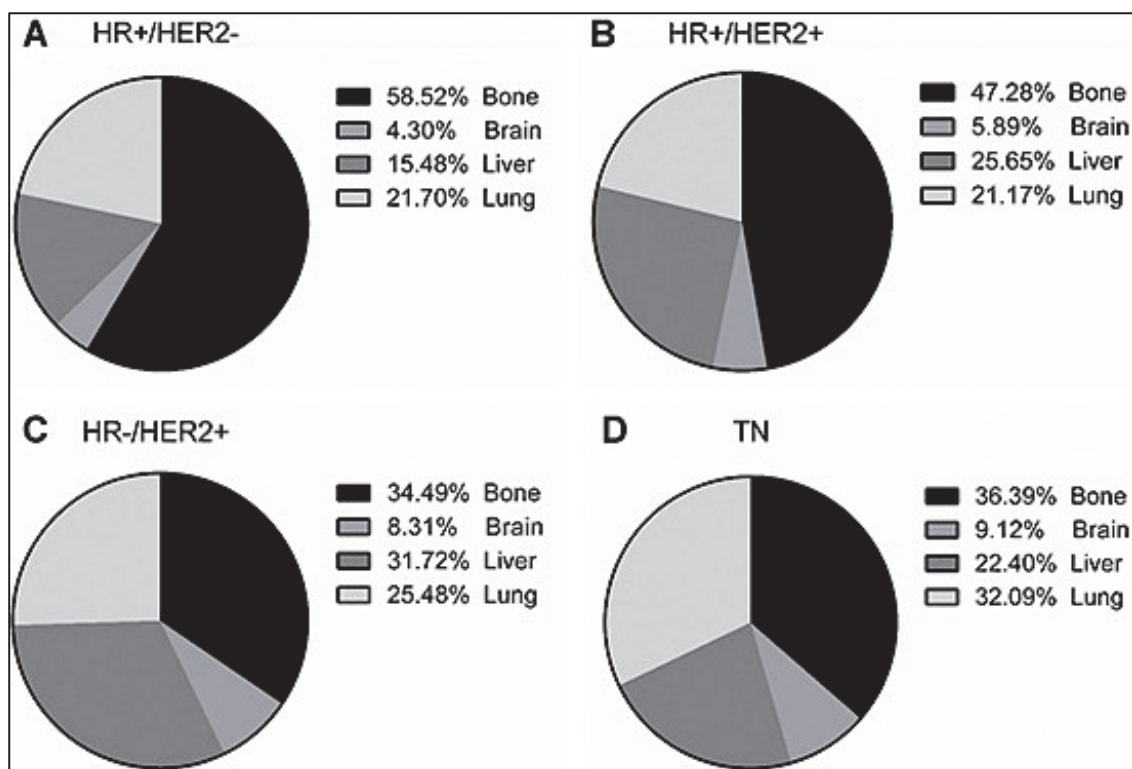 A HR+/HER2-
58.52% Bone
4.30% Brain
15.48% Liver
21.70% Lung
B HR+/HER2+
47.28% Bone
5.89% Brain
25.65% Liver
21.17% Lung
C HR-/HER2+
34.49% Bone
8.31% Brain
31.72% Liver
25.48% Lung
D TN
36.39% Bone
9.12% Brain
22.40% Liver
32.09% Lung